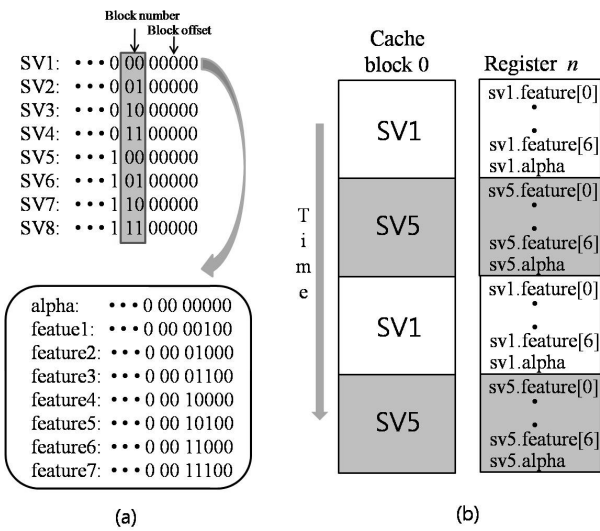 Block number
Block offset
SV1: • • • 0 00 00000
SV2: • • • 0 01 00000
SV3: • • • 0 10 00000
SV4: • • • 0 11 00000
SV5: • • • 1 00 00000
SV6: • • • 1 01 00000
SV7: • • • 1 10 00000
SV8: • • • 1 11 00000
alpha: • • • 0 00 00000
featue1: • • • 0 00 00100
feature2: • • • 0 00 01000
feature3: • • • 0 00 01100
feature4: • • • 0 00 10000
feature5: • • • 0 00 10100
feature6: • • • 0 00 11000
feature7: • • • 0 00 11100
(a)
Time
Cache
block 0
SV1
SV5
SV1
SV5
Register n
sv1.feature[0]
•
•
sv1.feature[6]
sv1.alpha
sv5.feature[0]
•
•
sv5.feature[6]
sv5.alpha
sv1.feature[0]
•
•
sv1.feature[6]
sv1.alpha
sv5.feature[0]
•
•
sv5.feature[6]
sv5.alpha
(b)